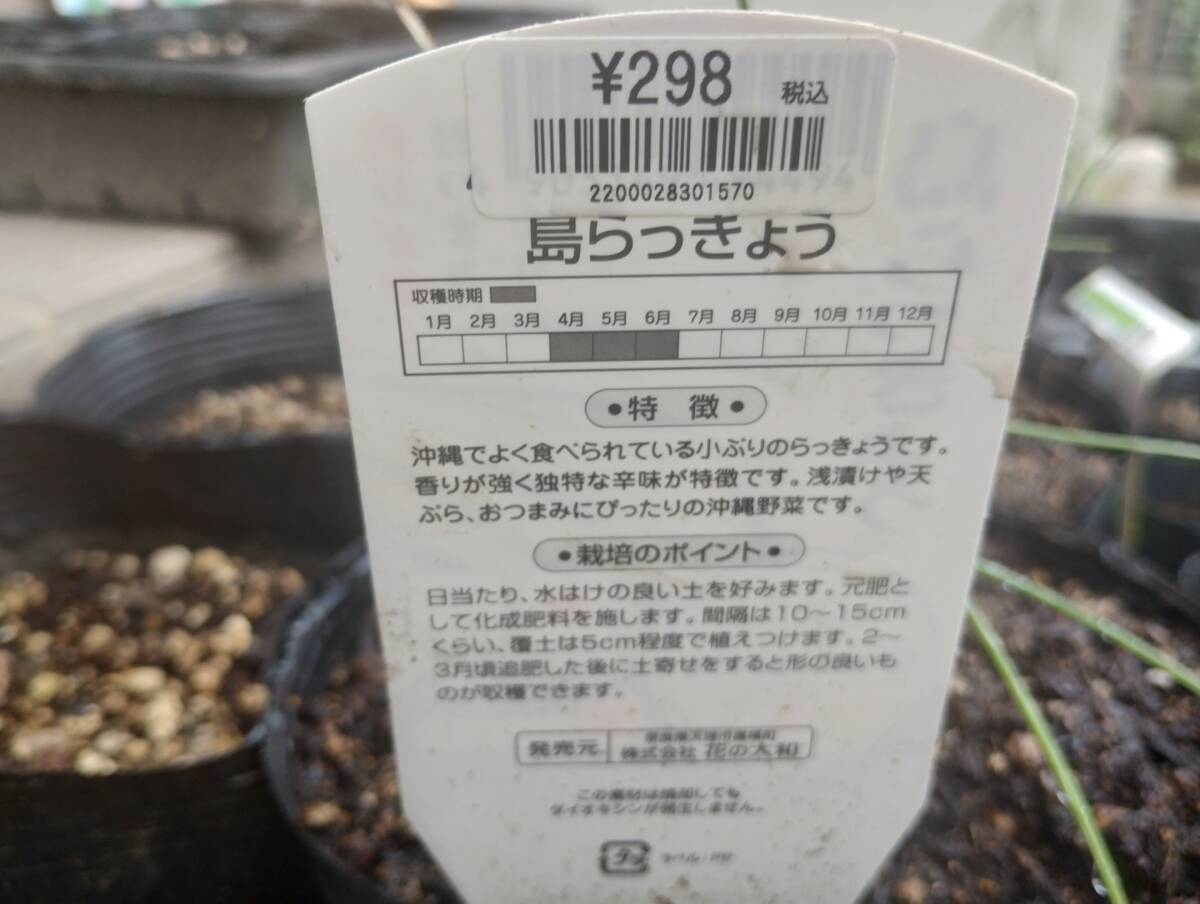 ¥298 税込
2200028301570
島らっきょう
収穫時期
1月 2月 3月 4月 5月 6月 7月 8月 9月 10月 11月 12月
●特 徴●
沖縄でよく食べられている小ぶりのらっきょうです。
香りが強く独特な辛味が特徴です。浅漬けや天
ぷら、おつまみにぴったりの沖縄野菜です。
●栽培のポイント●
日当たり、水はけの良い土を好みます。元肥と
して化成肥料を施します。間隔は10〜15cm
くらい、覆土は5cm程度で植えつけます。2〜
3月頃追肥した後に土寄せをすると形の良いも
のが収穫できます。
発売元
株式会社 花の大和
この素材は焼却しても
ダイオキシンが発生しません。
プラ